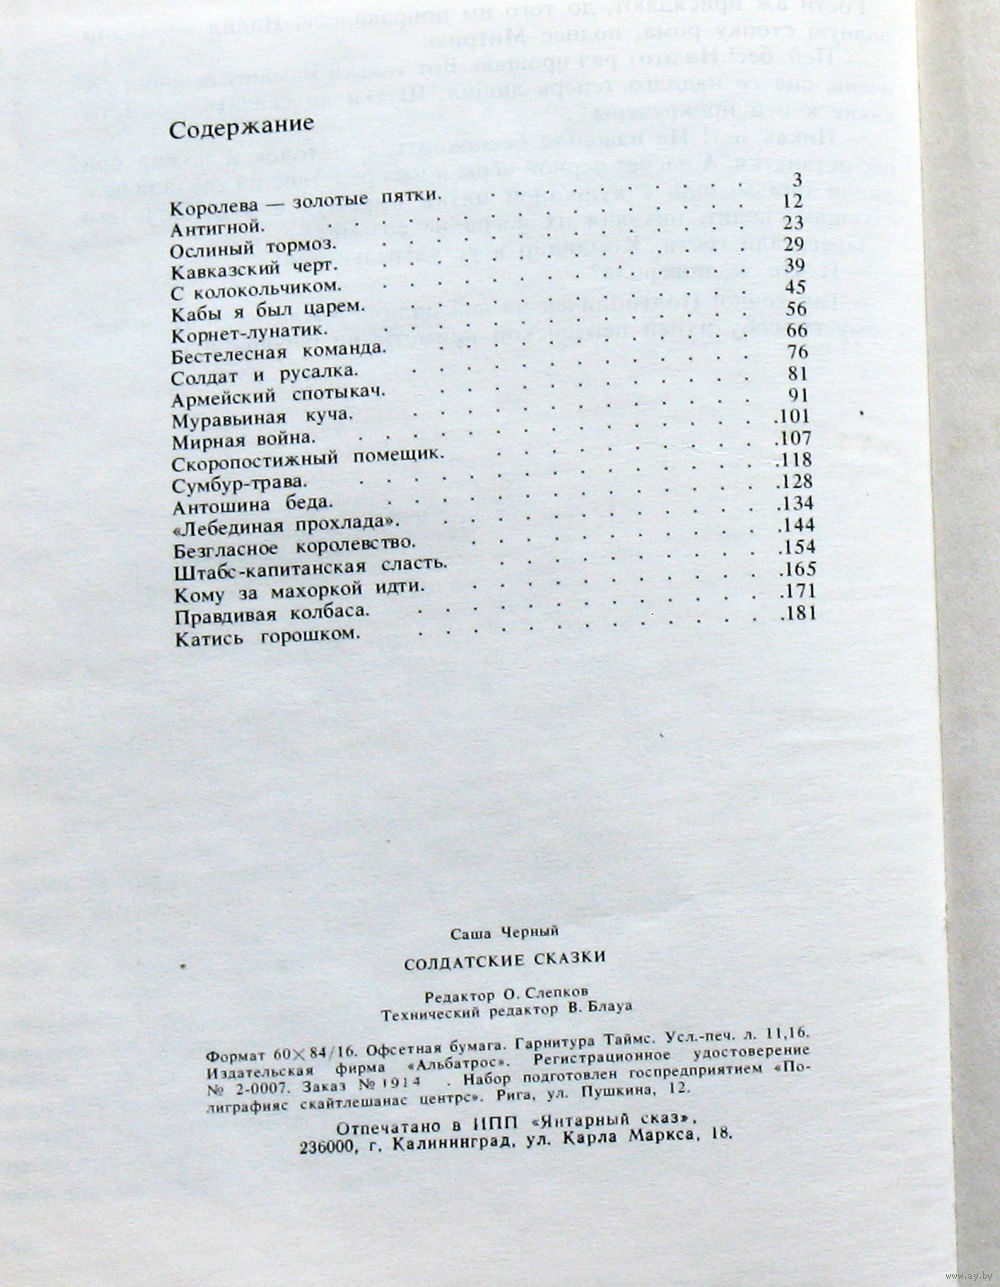 Содержание
Королева — золотые пятки. . . . . . . . . . . . 3
Антигной. . . . . . . . . . . . 12
Ослиный тормоз. . . . . . . . . . . . 23
Кавказский черт. . . . . . . . . . . . 29
С колокольчиком. . . . . . . . . . . . 39
Кабы я был царем. . . . . . . . . . . . 45
Корнет-лунатик. . . . . . . . . . . . 56
Бестелесная команда. . . . . . . . . . . . 66
Солдат и русалка. . . . . . . . . . . . 76
Армейский спотыкач. . . . . . . . . . . . 81
Муравьиная куча. . . . . . . . . . . . 91
Мирная война. . . . . . . . . . . . .101
Скоропостижный помещик. . . . . . . . . . . .107
Сумбур-трава. . . . . . . . . . . . .118
Антошина беда. . . . . . . . . . . . .128
«Лебединая прохлада». . . . . . . . . . . .134
Безгласное королевство. . . . . . . . . . . .144
Штабс-капитанская сласть. . . . . . . . . . . .154
Кому за махоркой идти. . . . . . . . . . . .165
Правдивая колбаса. . . . . . . . . . . . .171
Катись горошком. . . . . . . . . . . . .181
Саша Черный
СОЛДАТСКИЕ СКАЗКИ
Редактор О. Слепков
Технический редактор В. Блауа
Формат 60×84/16. Офсетная бумага. Гарнитура Таймс. Усл.-печ. л. 11,16.
Издательская фирма «Альбатрос». Регистрационное удостоверение
№ 2-0007. Заказ № 1914 . Набор подготовлен госпредприятием «По-
лиграфияс скайтлешанас центрс». Рига, ул. Пушкина, 12.
Отпечатано в ИПП «Янтарный сказ»,
236000, г. Калининград, ул. Карла Маркса, 18.
www.ay.by